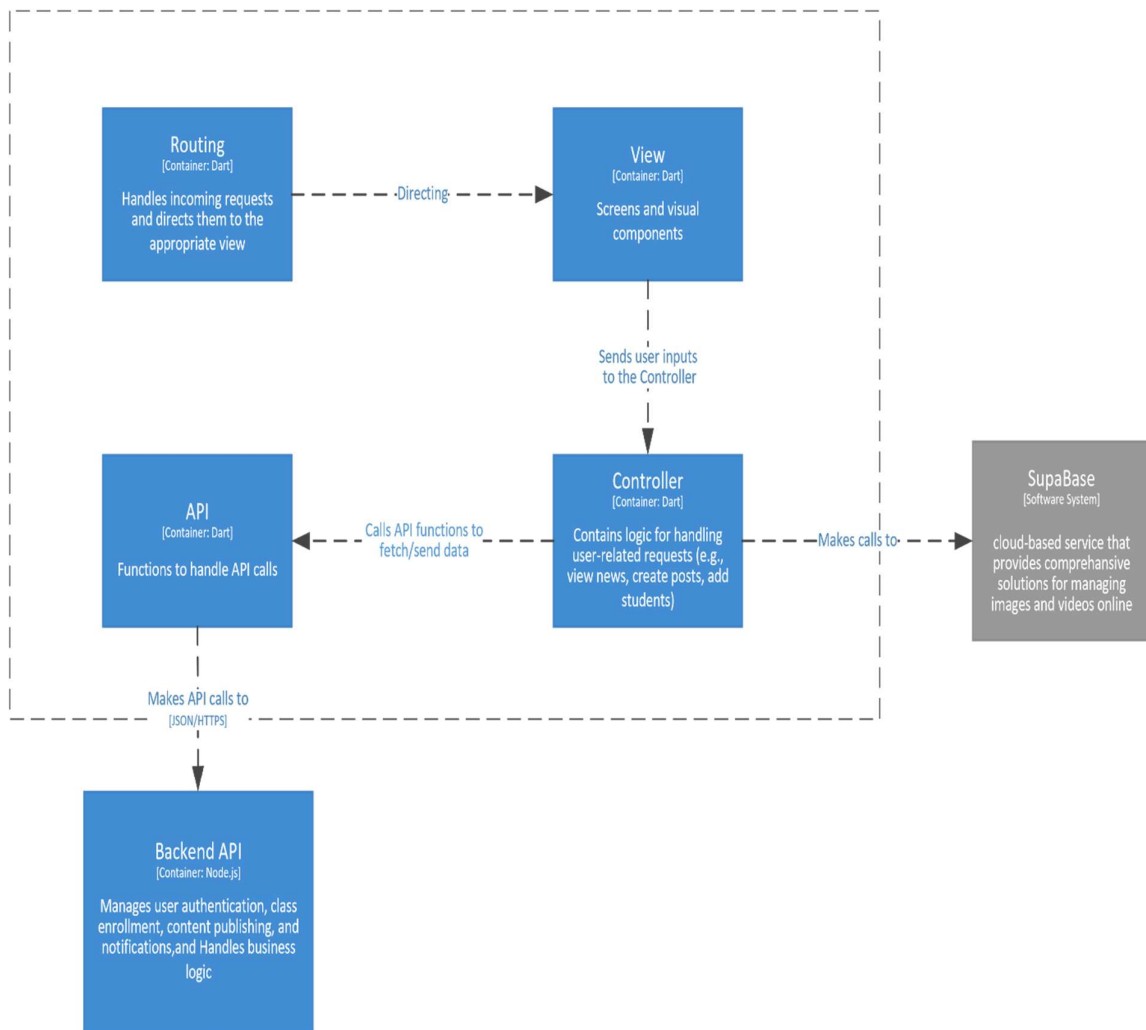 Routing
[Container: Dart]
Handles incoming requests
and directs them to the
appropriate view
Directing
View
[Container: Dart]
Screens and visual
components
Sends user inputs
to the Controller
API
[Container: Dart]
Functions to handle API calls
Calls API functions to
fetch/send data
Controller
[Container: Dart]
Contains logic for handling
user-related requests (e.g.,
view news, create posts, add
students)
Makes calls to
SupaBase
[Software System]
cloud-based service that
provides comprehansive
solutions for managing
images and videos online
Makes API calls to
[JSON/HTTPS]
Backend API
[Container: Node.js]
Manages user authentication, class
enrollment, content publishing, and
notifications,and Handles business
logic